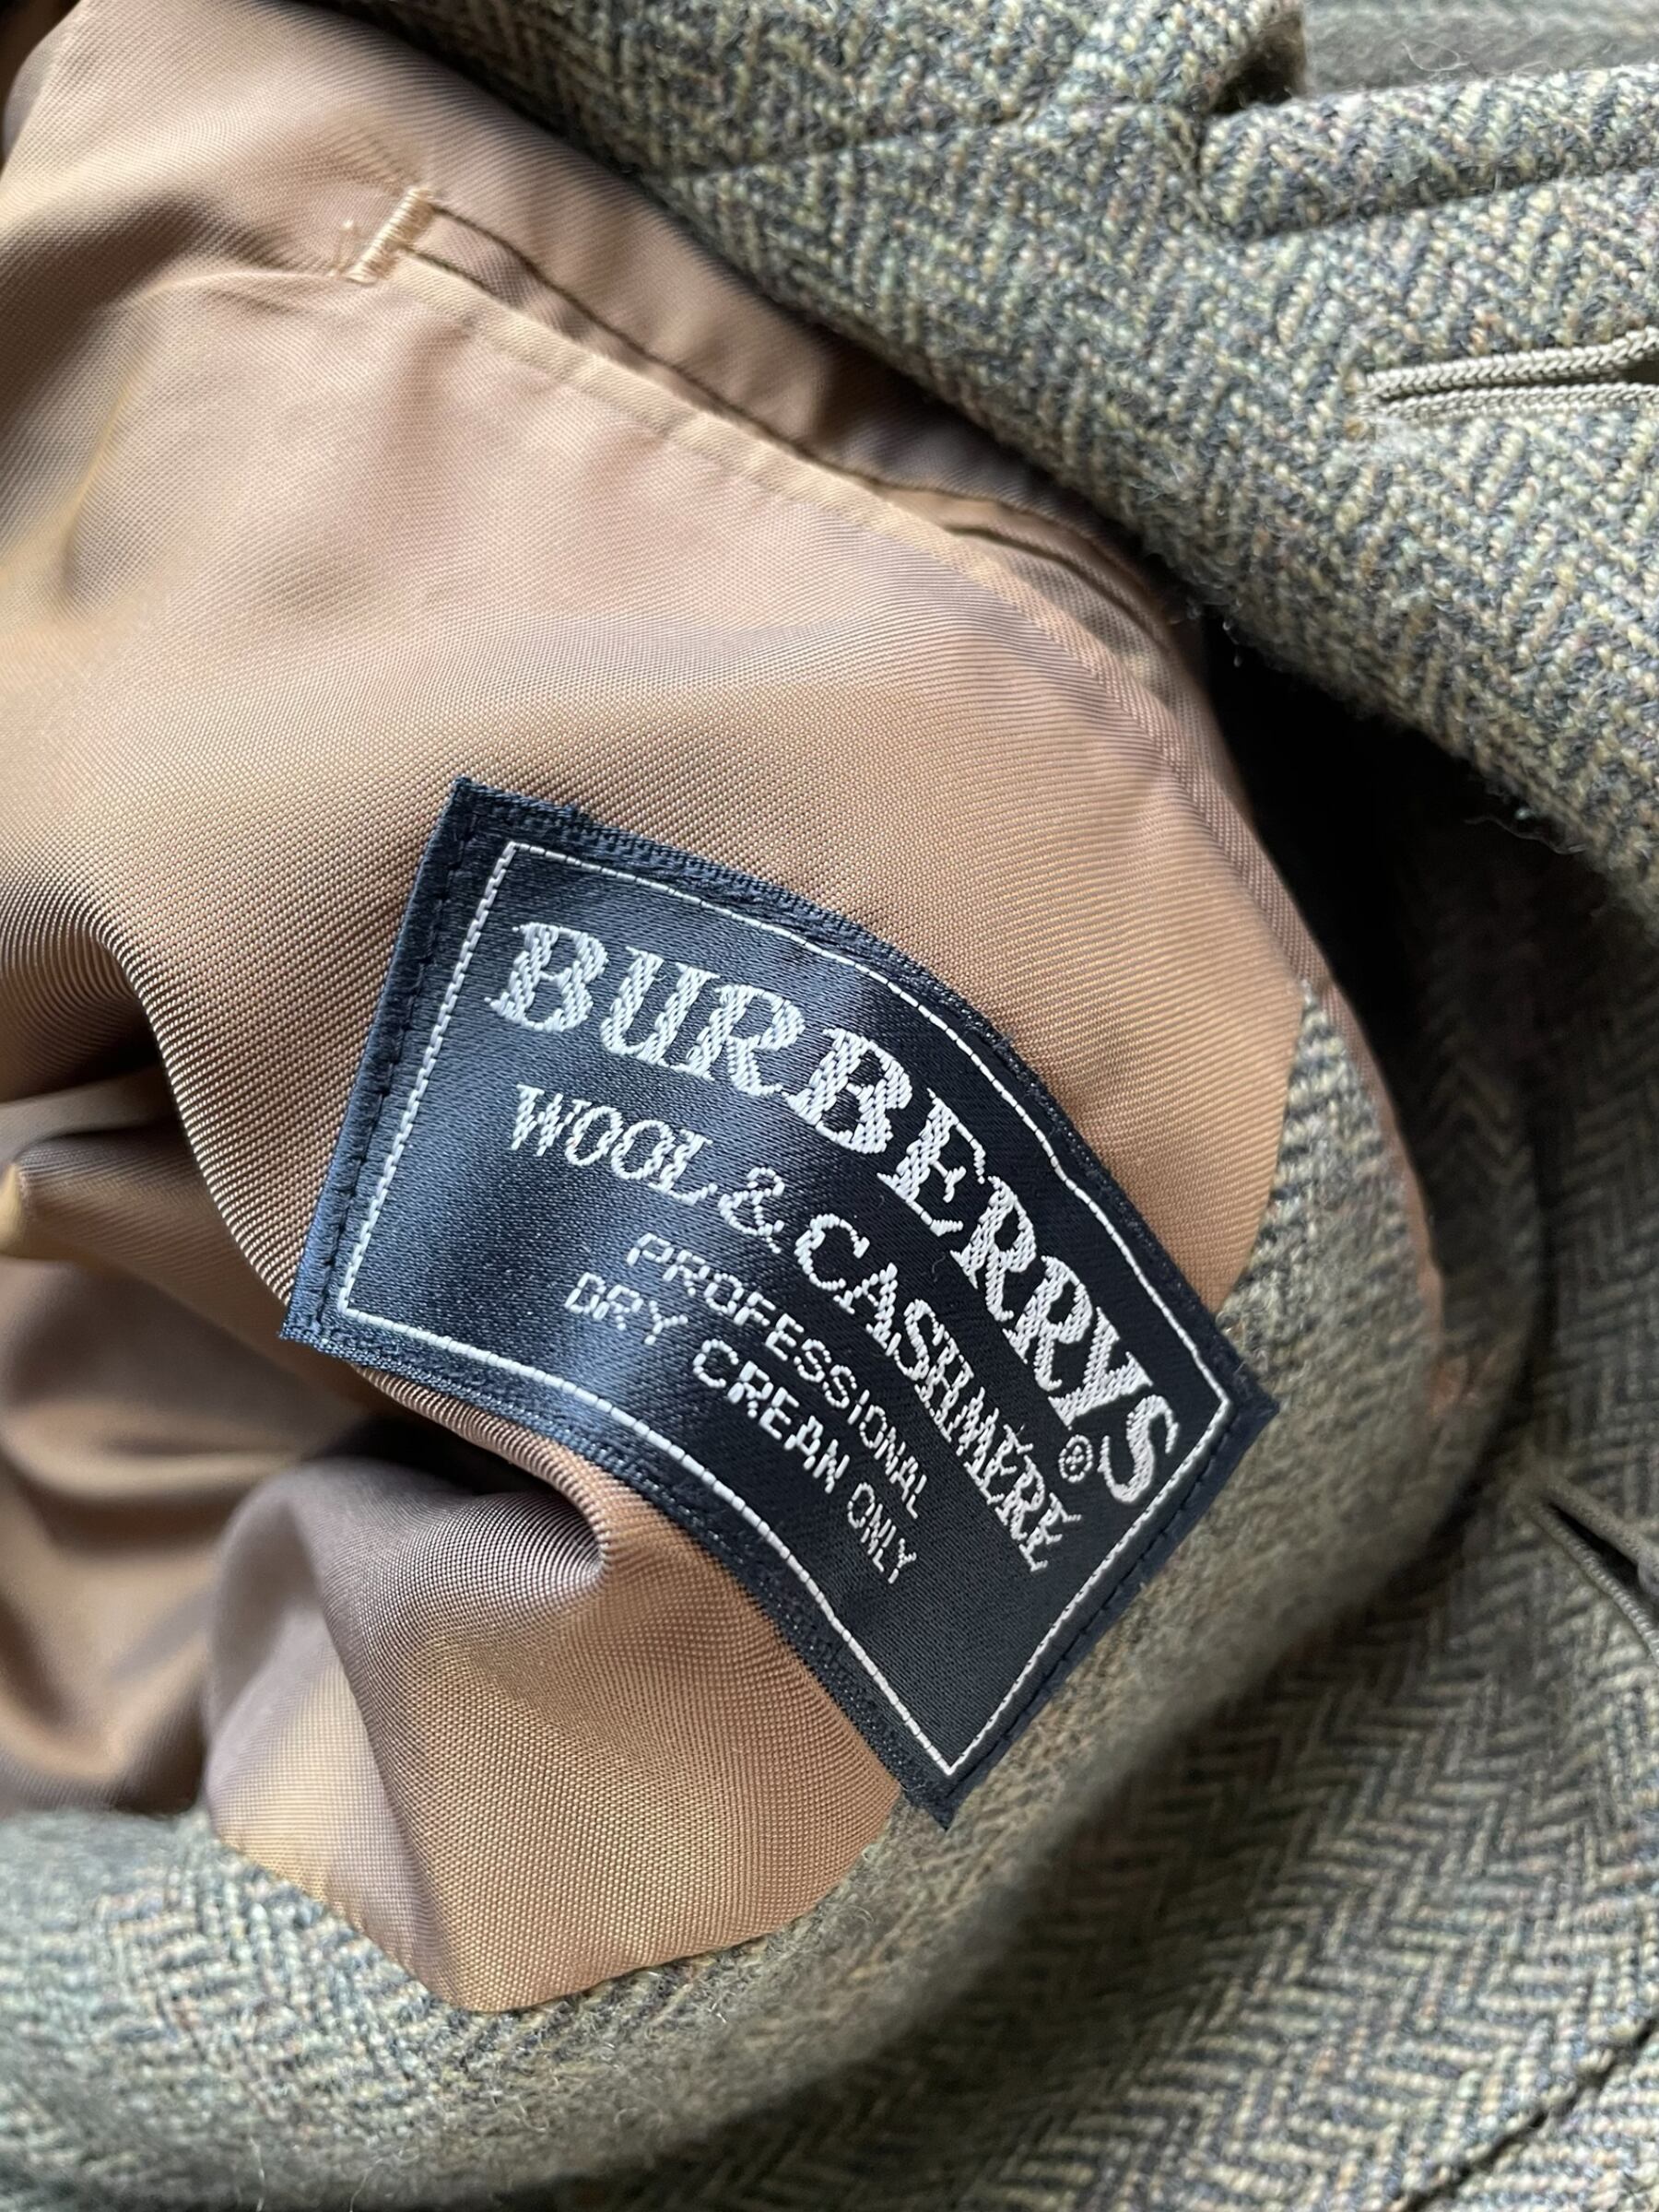 BURBERRYS®
WOOL & CASHMERE
PROFESSIONAL
DRY CREAN ONLY